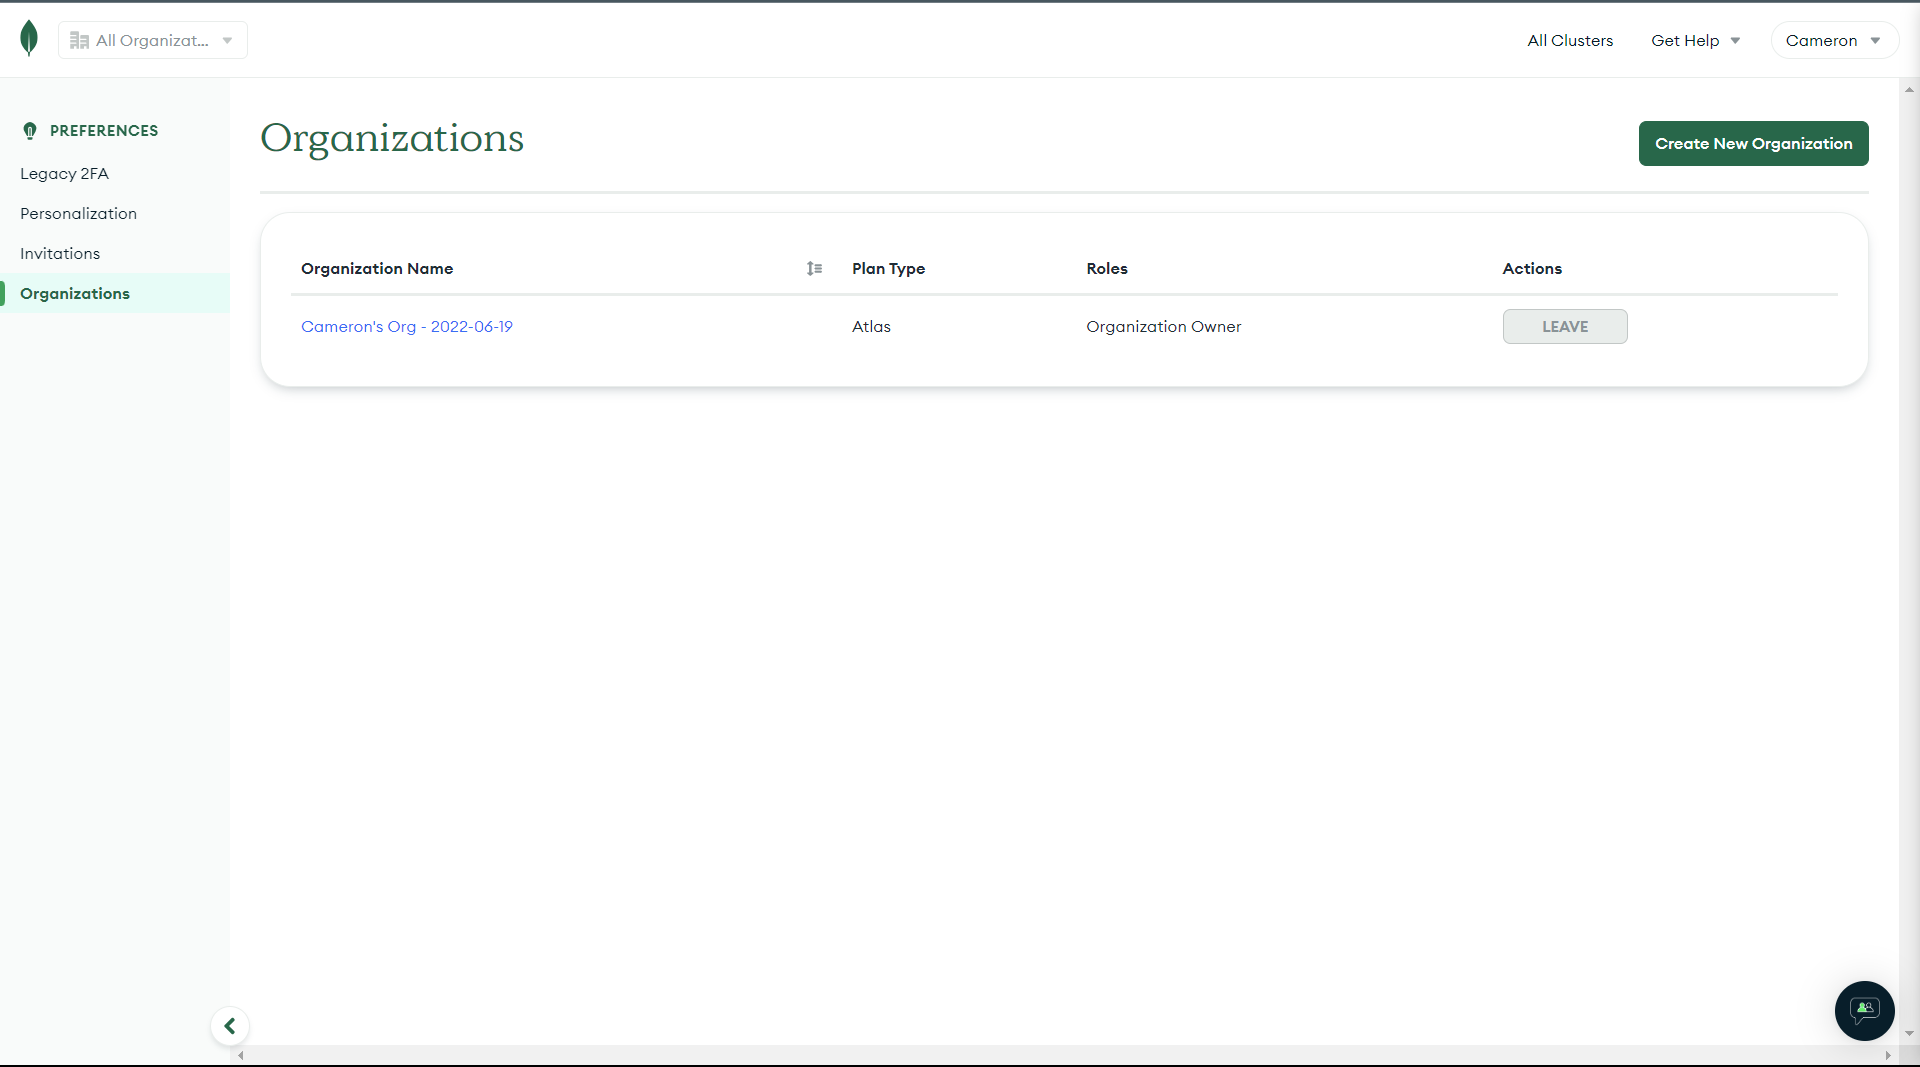 All Organizat...
All Clusters
Get Help
Cameron
PREFERENCES
Legacy 2FA
Personalization
Invitations
Organizations
Organizations
Create New Organization
Organization Name
Plan Type
Roles
Actions
Cameron's Org - 2022-06-19
Atlas
Organization Owner
LEAVE